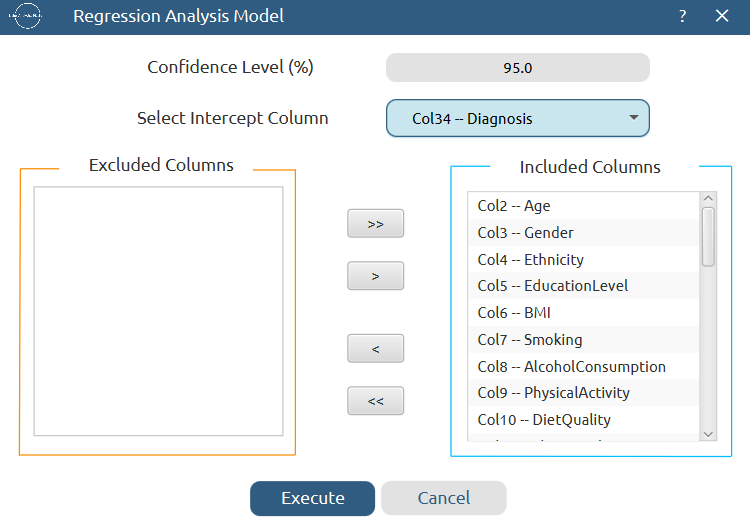 Regression Analysis Model
?
Confidence Level (%)
95.0
Select Intercept Column
Col34 -- Diagnosis
Excluded Columns
Included Columns
>>
>
<
<<
Col2 -- Age
Col3 -- Gender
Col4 -- Ethnicity
Col5 -- EducationLevel
Col6 -- BMI
Col7 -- Smoking
Col8 -- AlcoholConsumption
Col9 -- PhysicalActivity
Col10 -- DietQuality
Execute
Cancel